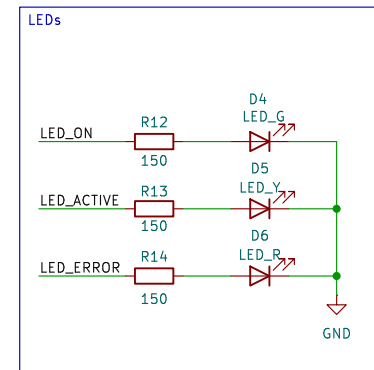 LEDs
D4
R12
LED_G
LED_ON
150
D5
R13
LED_Y
LED_ACTIVE
150
D6
R14
LED_R
LED_ERROR
150
GND